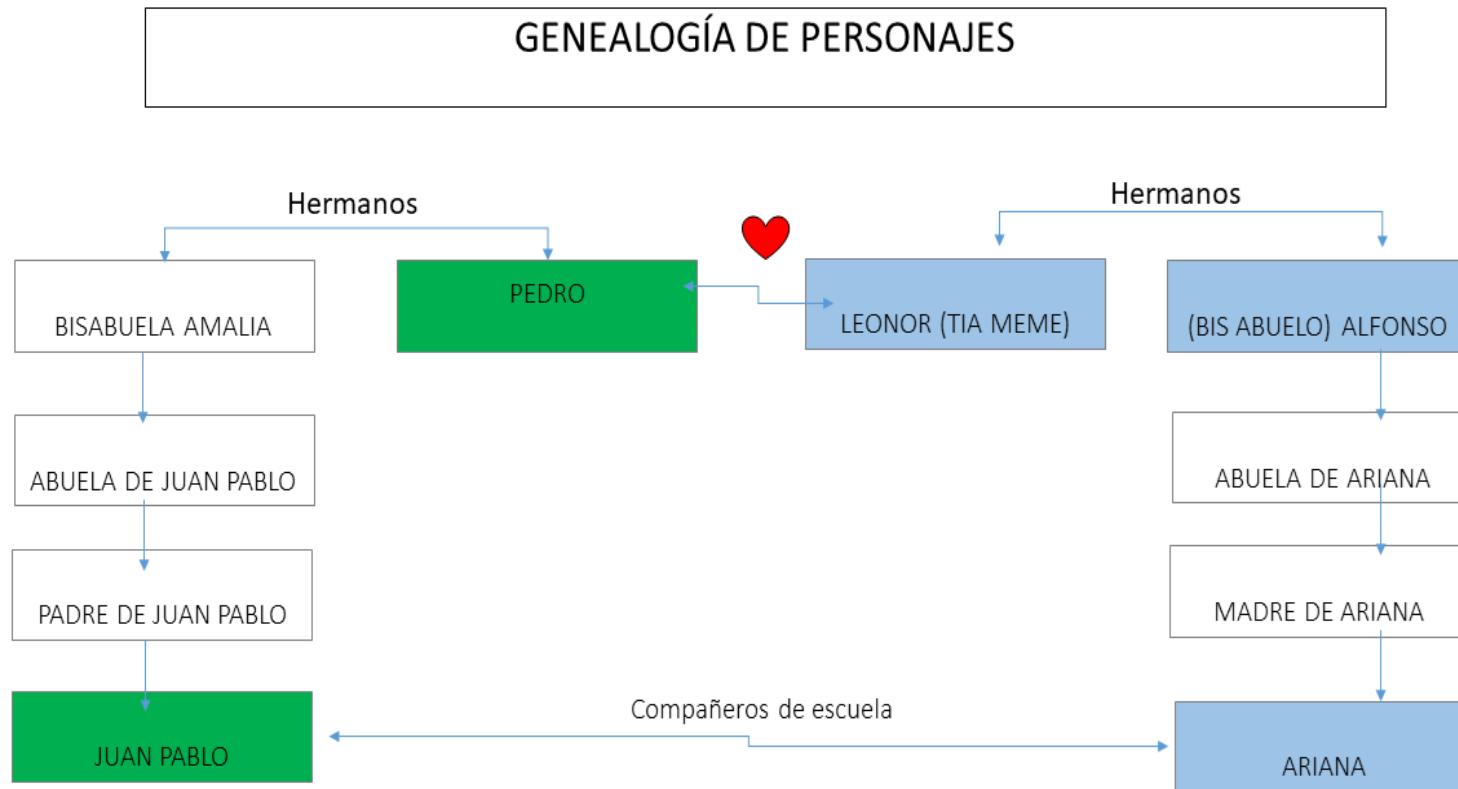 GENEALOGÍA DE PERSONAJES
Hermanos
Hermanos
BISABUELA AMALIA
PEDRO
LEONOR (TIA MEME)
(BIS ABUELO) ALFONSO
ABUELA DE JUAN PABLO
ABUELA DE ARIANA
PADRE DE JUAN PABLO
MADRE DE ARIANA
Compañeros de escuela
JUAN PABLO
ARIANA